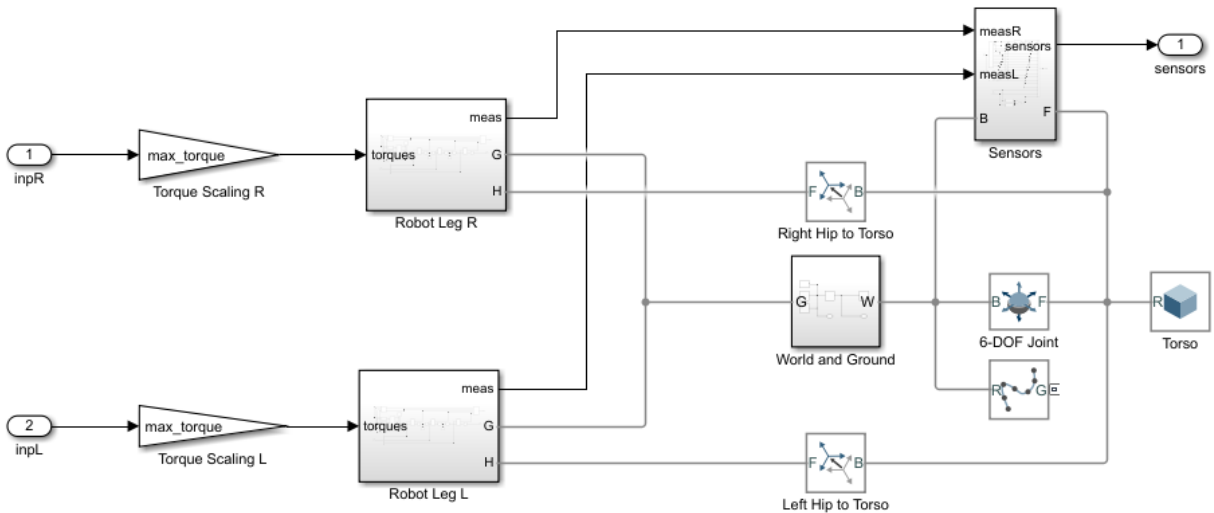 measR
sensors
measL
B
F
Sensors
1
sensors
1
inpR
max_torque
Torque Scaling R
torques
meas
G
H
Robot Leg R
F
B
Right Hip to Torso
G
W
World and Ground
B
F
6-DOF Joint
R
Torso
R
G
2
inpL
max_torque
Torque Scaling L
torques
meas
G
H
Robot Leg L
F
B
Left Hip to Torso